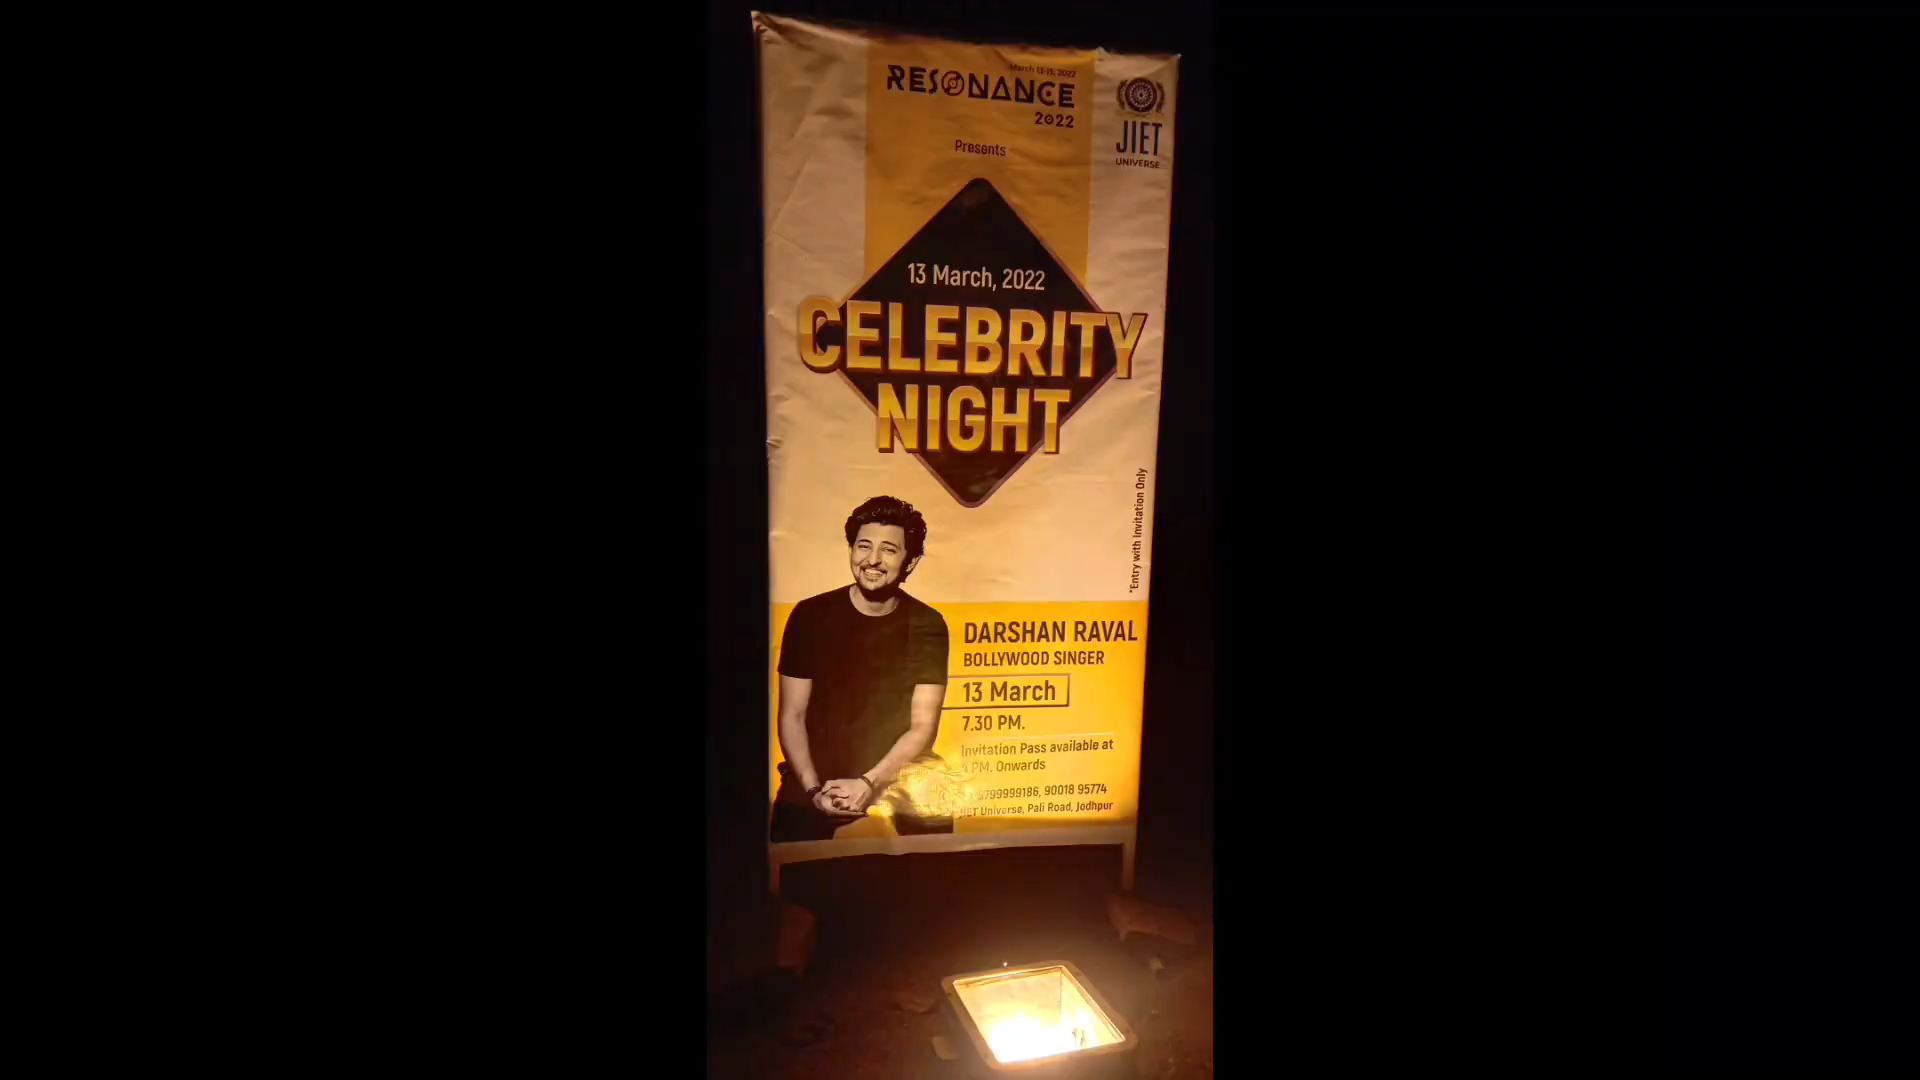 March 13-15, 2022
RESONANCE
2022
JIET
UNIVERSE
Presents
13 March, 2022
CELEBRITY
NIGHT
*Entry with Invitation Only
DARSHAN RAVAL
BOLLYWOOD SINGER
13 March
7.30 PM.
Invitation Pass available at
PM. Onwards
9799999186, 90018 95774
JIET Universe, Pali Road, Jodhpur